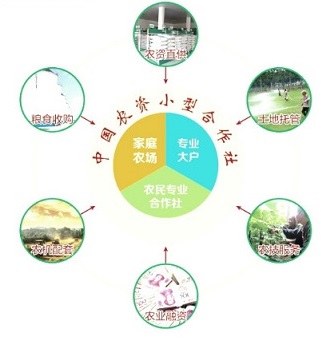 农资直供
粮食收购
土地托管
中国农资小型合作社
家庭
农场
专业
大户
农民专业
合作社
农机配套
农技服务
农业融资